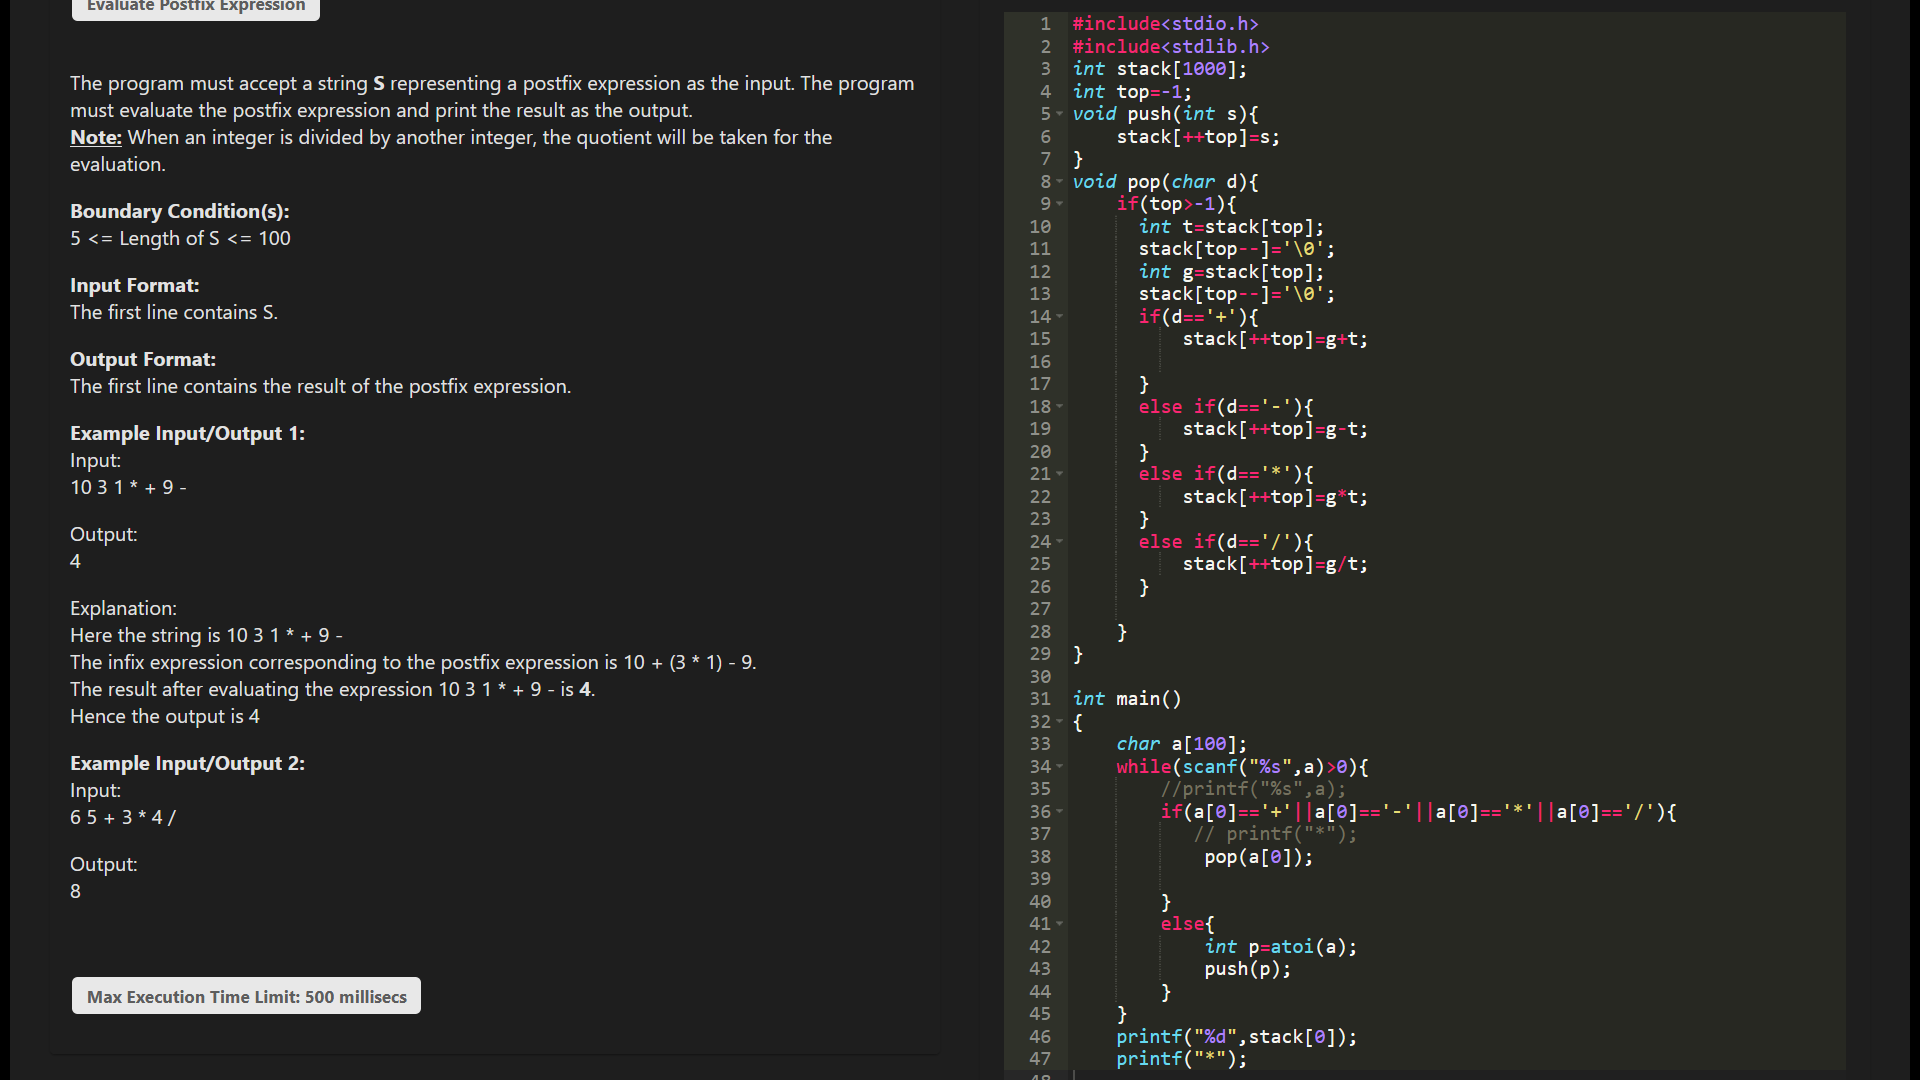 Evaluate Postfix Expression
The program must accept a string S representing a postfix expression as the input. The program
must evaluate the postfix expression and print the result as the output.
Note: When an integer is divided by another integer, the quotient will be taken for the
evaluation.
Boundary Condition(s):
5 <= Length of S <= 100
Input Format:
The first line contains S.
Output Format:
The first line contains the result of the postfix expression.
Example Input/Output 1:
Input:
10 3 1 * + 9 -
Output:
4
Explanation:
Here the string is 10 3 1 * + 9 -
The infix expression corresponding to the postfix expression is 10 + (3 * 1) - 9.
The result after evaluating the expression 10 3 1 * + 9 - is 4.
Hence the output is 4
Example Input/Output 2:
Input:
6 5 + 3 * 4 /
Output:
8
Max Execution Time Limit: 500 millisecs
1 #include<stdio.h>
2 #include<stdlib.h>
3 int stack[1000];
4 int top=-1;
5 void push(int s){
6     stack[++top]=s;
7 }
8 void pop(char d){
9     if(top>-1){
10       int t=stack[top];
11       stack[top--]='\0';
12       int g=stack[top];
13       stack[top--]='\0';
14       if(d=='+'){
15           stack[++top]=g+t;
16
17       }
18       else if(d=='-'){
19           stack[++top]=g-t;
20       }
21       else if(d=='*'){
22           stack[++top]=g*t;
23       }
24       else if(d=='/'){
25           stack[++top]=g/t;
26       }
27
28     }
29 }
30
31 int main()
32 {
33     char a[100];
34     while(scanf("%s",a)>0){
35         //printf("%s",a);
36         if(a[0]=='+'||a[0]=='-'||a[0]=='*'||a[0]=='/'){
37            // printf("*");
38             pop(a[0]);
39
40         }
41         else{
42             int p=atoi(a);
43             push(p);
44         }
45     }
46     printf("%d",stack[0]);
47     printf("*");
48